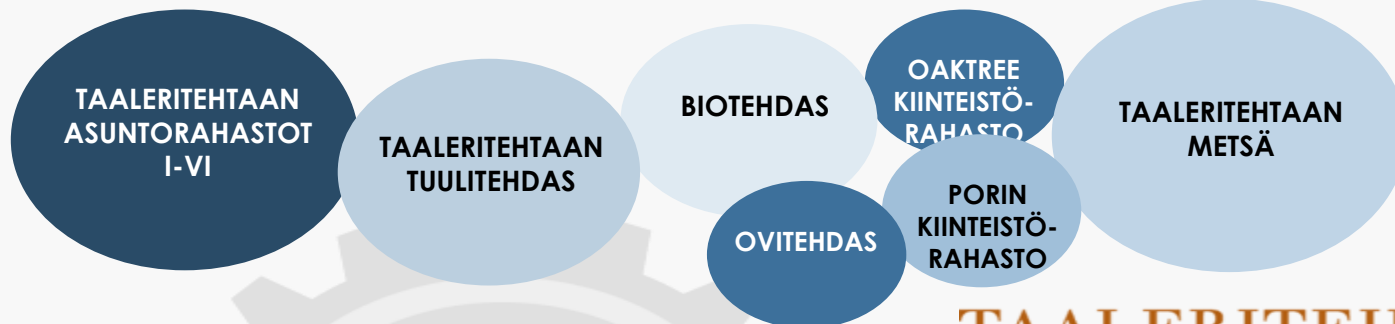 TAALERITEHTAAN
ASUNTORAHASTOT
I-VI
TAALERITEHTAAN
TUULITEHDAS
BIOTEHDAS
OVITEHDAS
OAKTREE
KIINTEISTÖ-
RAHASTO
PORIN
KIINTEISTÖ-
RAHASTO
TAALERITEHTAAN
METSÄ